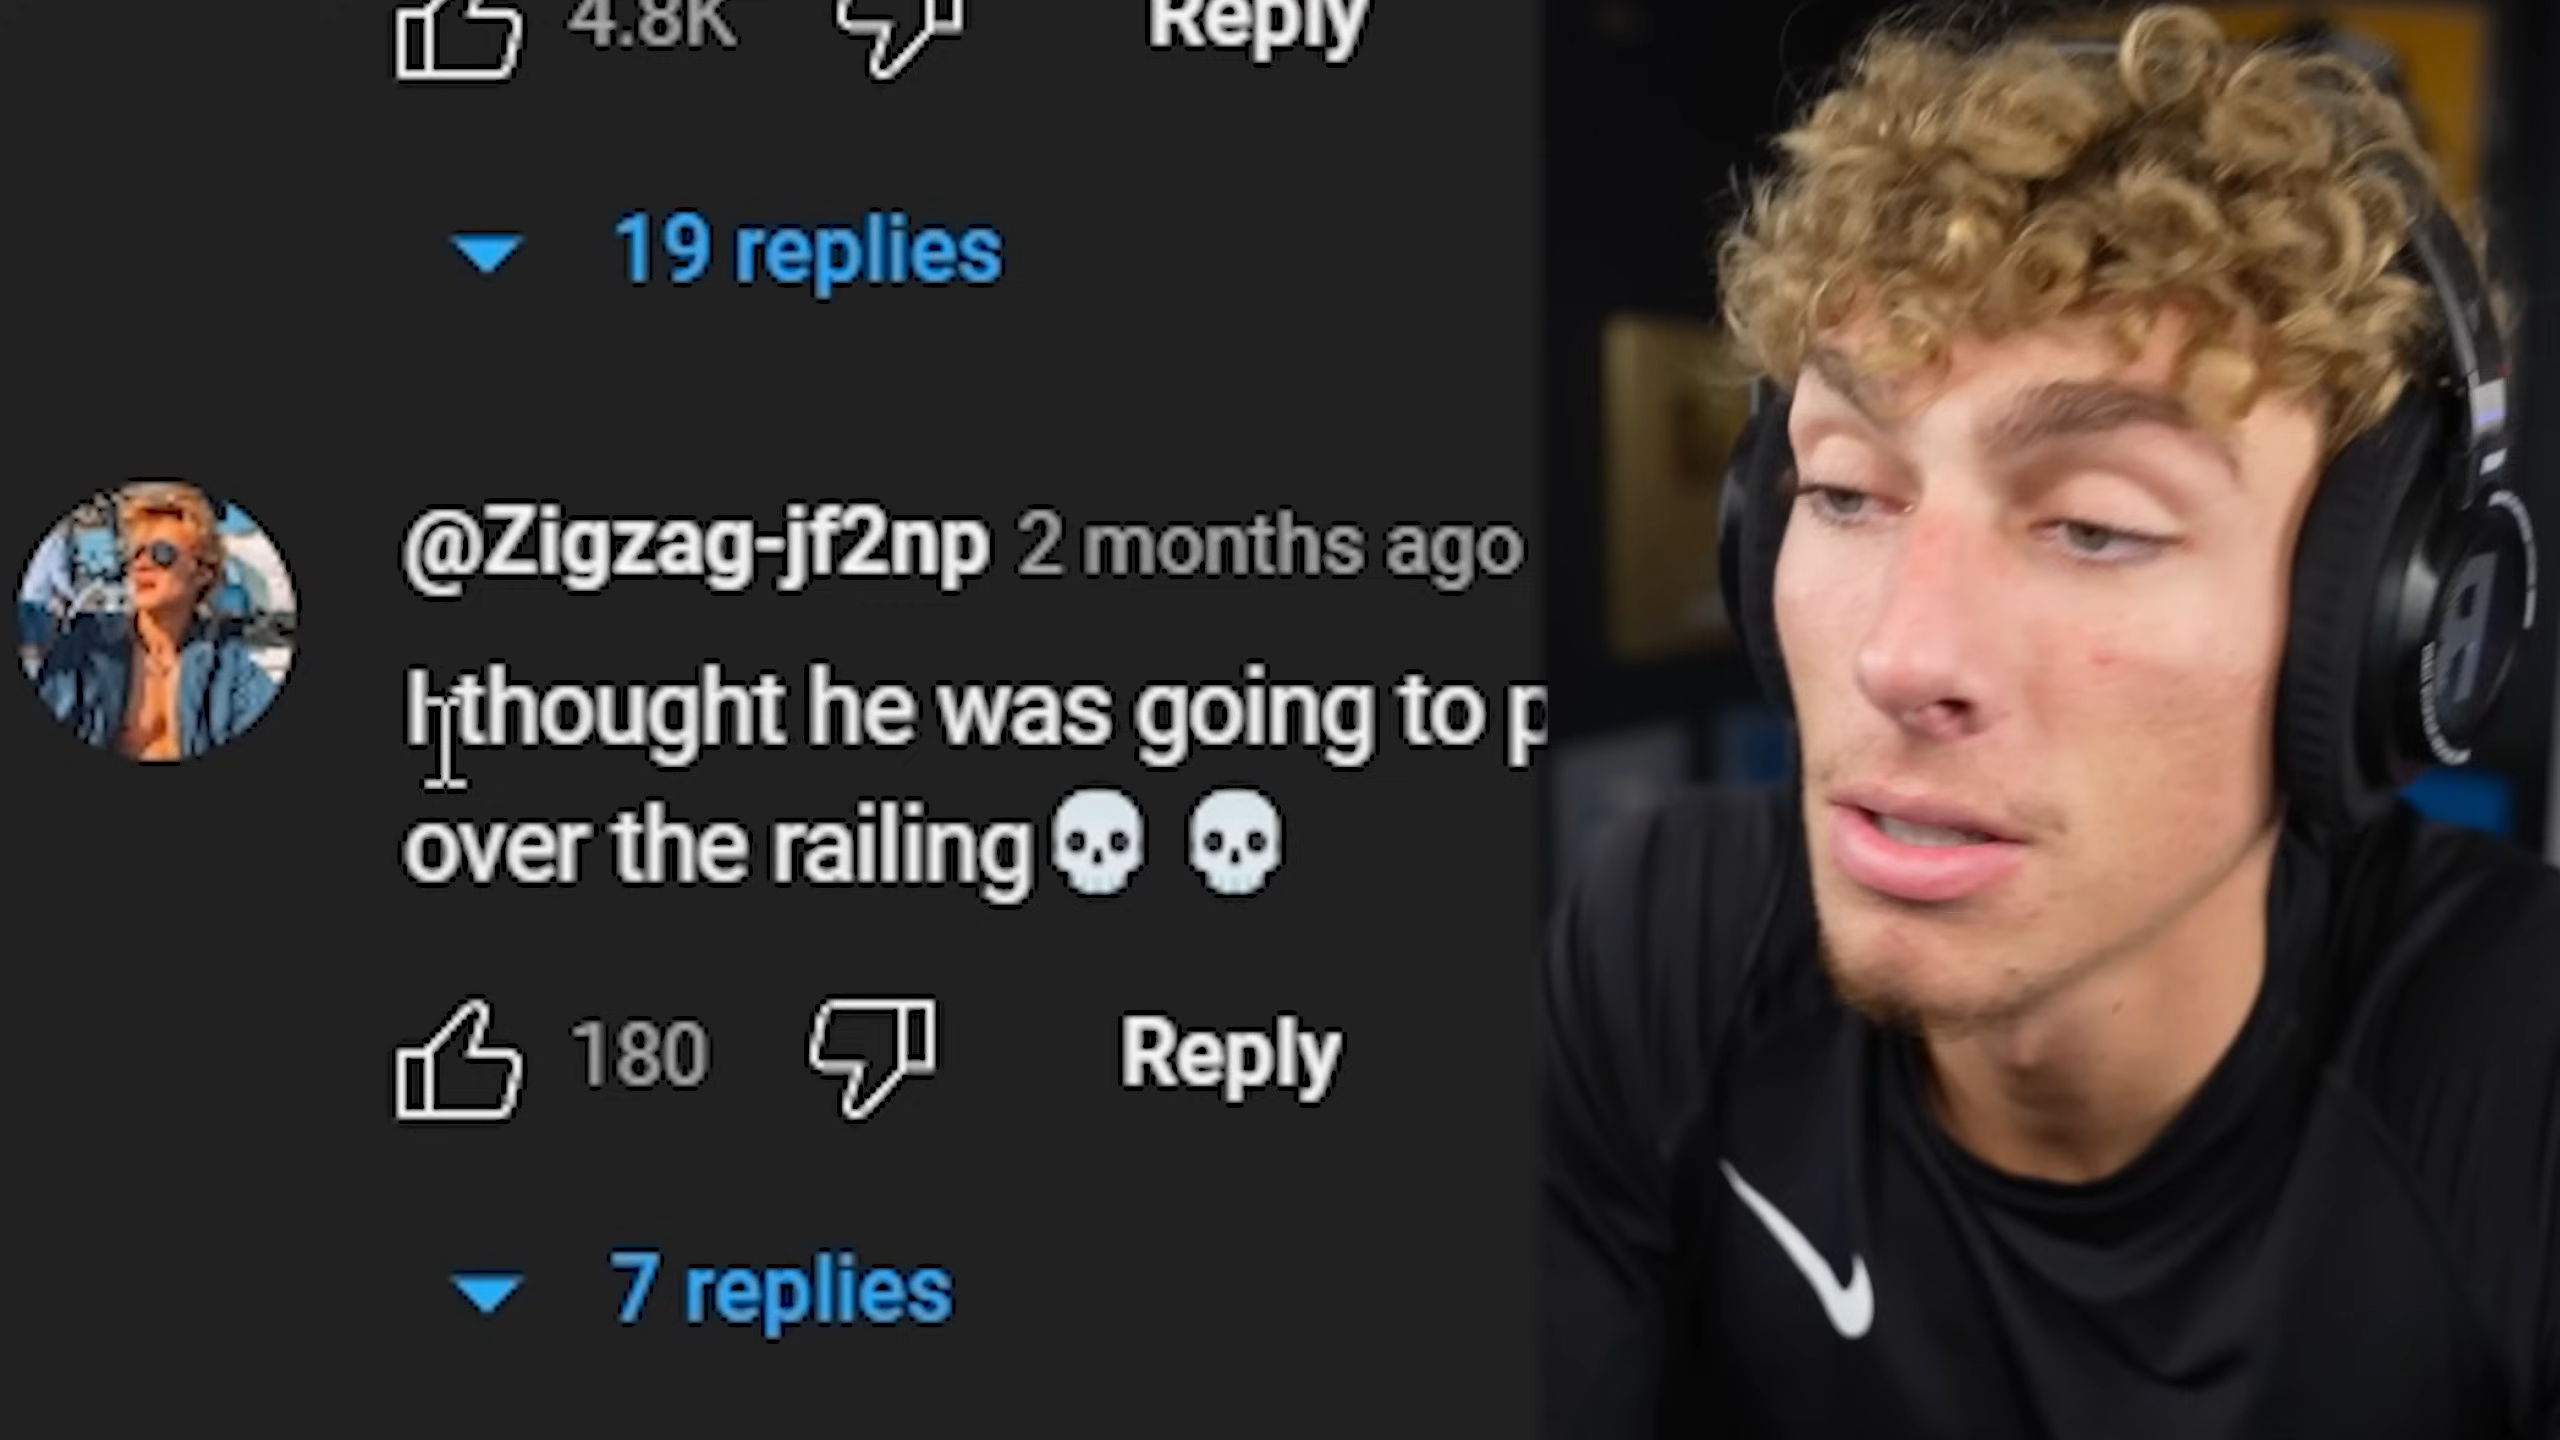 4.8K Reply
19 replies
@Zigzag-jf2np 2 months ago
I thought he was going to p
over the railing💀 💀
180 Reply
7 replies